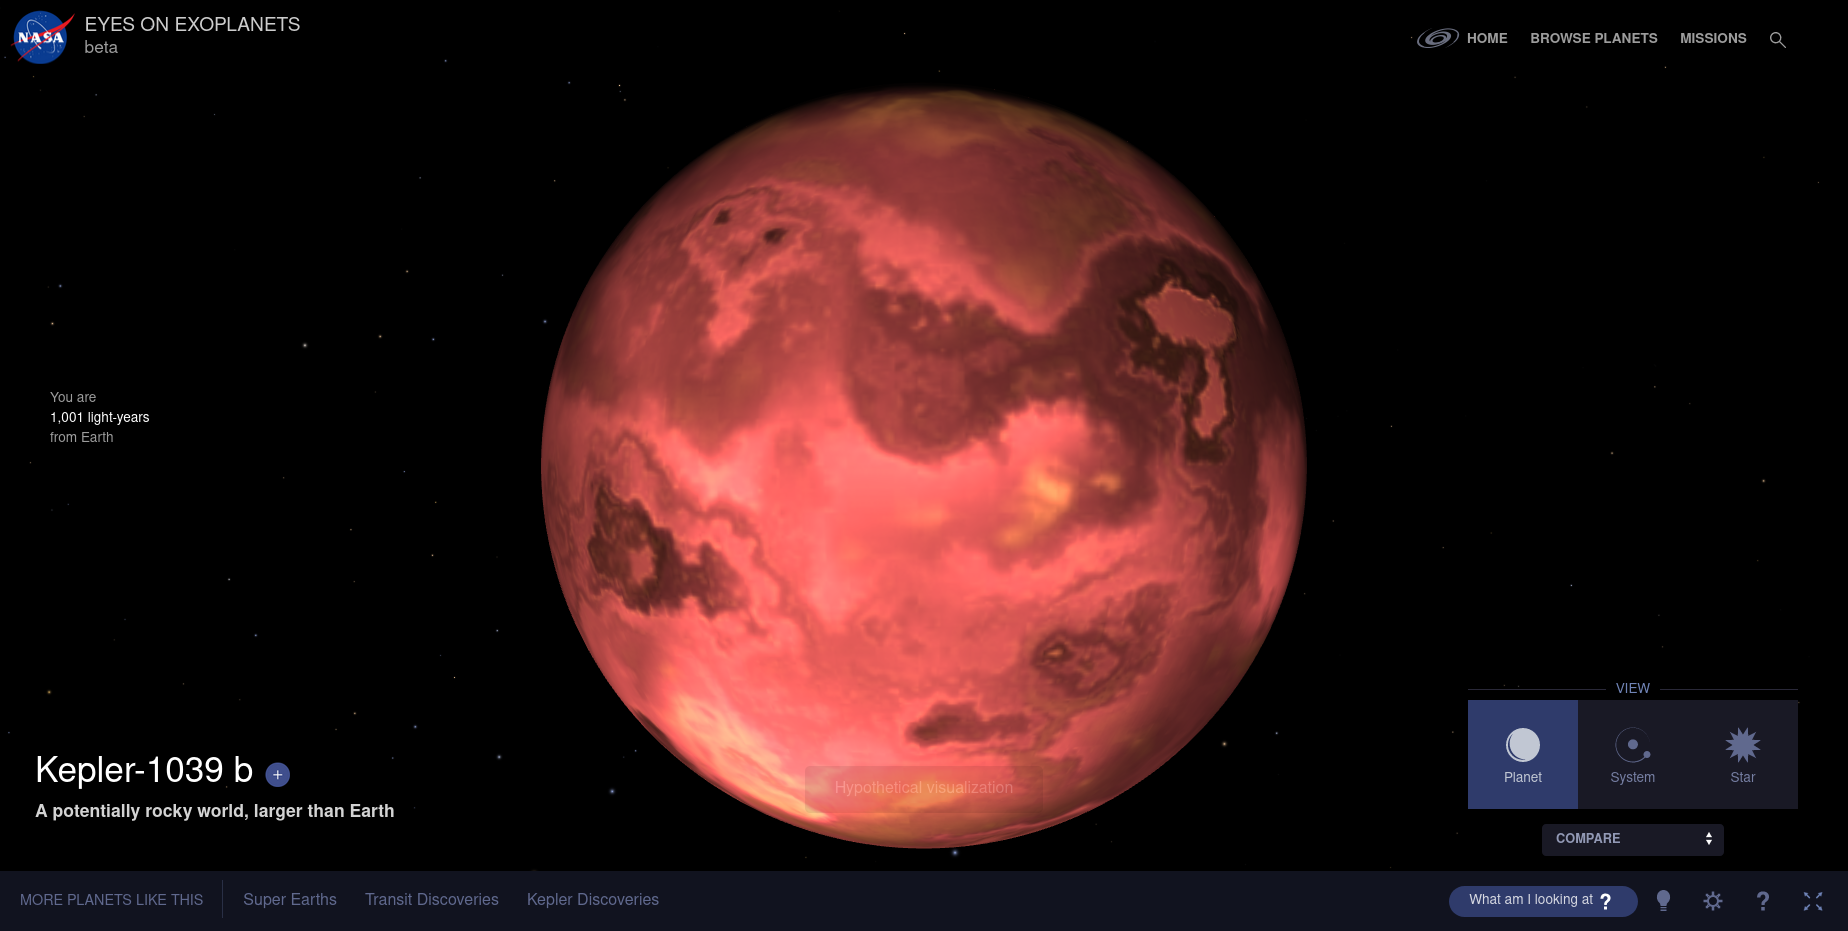 NASA
EYES ON EXOPLANETS
beta
HOME
BROWSE PLANETS
MISSIONS
You are
1,001 light-years
from Earth
Kepler-1039 b +
A potentially rocky world, larger than Earth
Hypothetical visualization
VIEW
Planet
System
Star
COMPARE
MORE PLANETS LIKE THIS
Super Earths
Transit Discoveries
Kepler Discoveries
What am I looking at ?
?